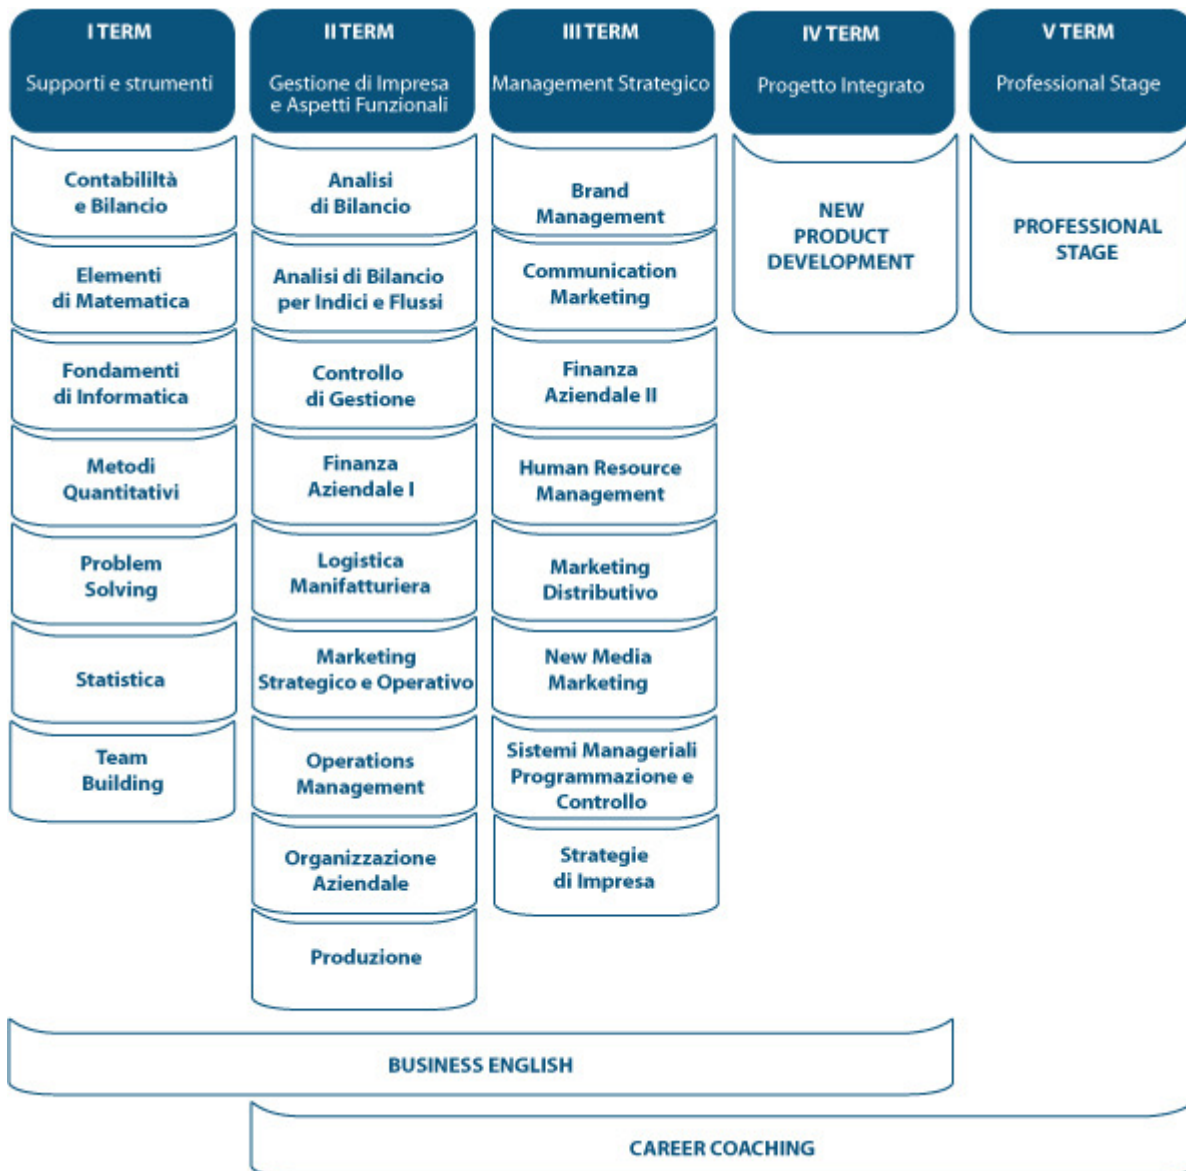 I TERM
Supporti e strumenti
Contabililtà
e Bilancio
Elementi
di Matematica
Fondamenti
di Informatica
Metodi
Quantitativi
Problem
Solving
Statistica
Team
Building
II TERM
Gestione di Impresa
e Aspetti Funzionali
Analisi
di Bilancio
Analisi di Bilancio
per Indici e Flussi
Controllo
di Gestione
Finanza
Aziendale I
Logistica
Manifatturiera
Marketing
Strategico e Operativo
Operations
Management
Organizzazione
Aziendale
Produzione
III TERM
Management Strategico
Brand
Management
Communication
Marketing
Finanza
Aziendale II
Human Resource
Management
Marketing
Distributivo
New Media
Marketing
Sistemi Manageriali
Programmazione e
Controllo
Strategie
di Impresa
IV TERM
Progetto Integrato
NEW
PRODUCT
DEVELOPMENT
V TERM
Professional Stage
PROFESSIONAL
STAGE
BUSINESS ENGLISH
CAREER COACHING